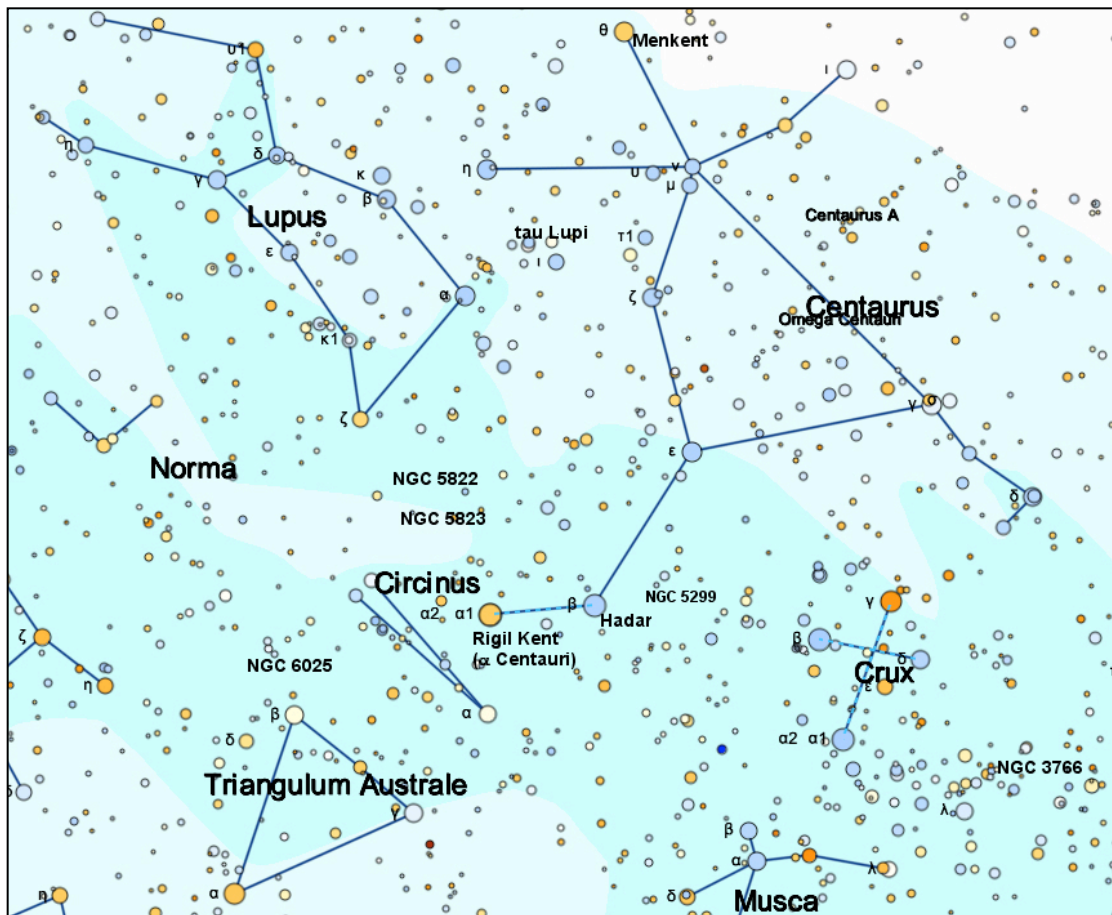 θ
Menkent
υ1
ι
η
δ
γ
κ
β
η
υ
ν
μ
Lupus
ε
tau Lupi
ι
τ1
Centaurus A
α
ζ
Centaurus
Omega Centauri
κ1
ζ
γ σ
ε
Norma
NGC 5822
δ
NGC 5823
Circinus
α2 α1
β
Hadar
NGC 5299
γ
Rigil Kent
(α Centauri)
ζ
β
δ
NGC 6025
Crux
η
ε
β
α
δ
α2 α1
Triangulum Australe
NGC 3766
δ
γ
λ
β
α
λ
α
η
δ
Musca